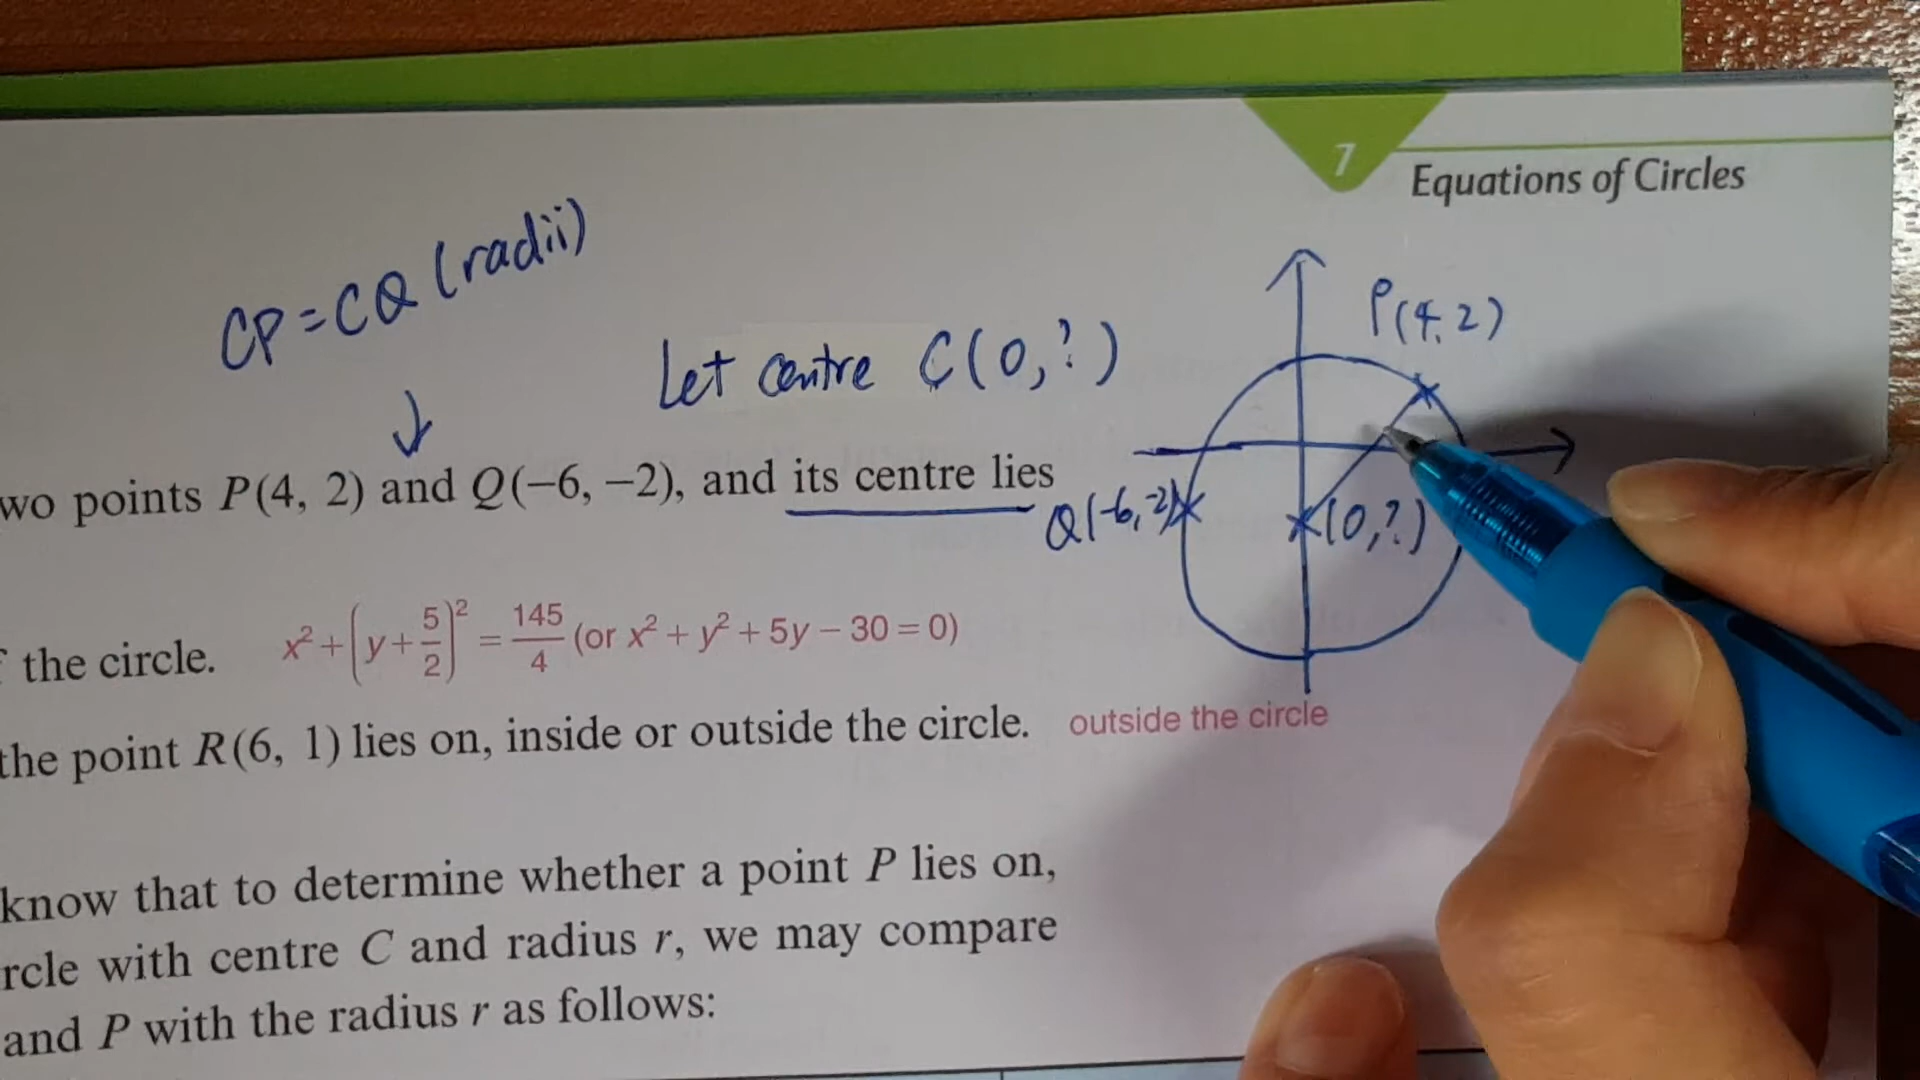 7 Equations of Circles
CP = CQ (radii)
Let centre C(0, ?)
P(4, 2)
↓
two points P(4, 2) and Q(−6, −2), and its centre lies
Q(-6, -2)
(0, ?)
the circle. x² + (y + 5/2)² = 145/4 (or x² + y² + 5y − 30 = 0)
the point R(6, 1) lies on, inside or outside the circle. outside the circle
know that to determine whether a point P lies on,
rcle with centre C and radius r, we may compare
and P with the radius r as follows: